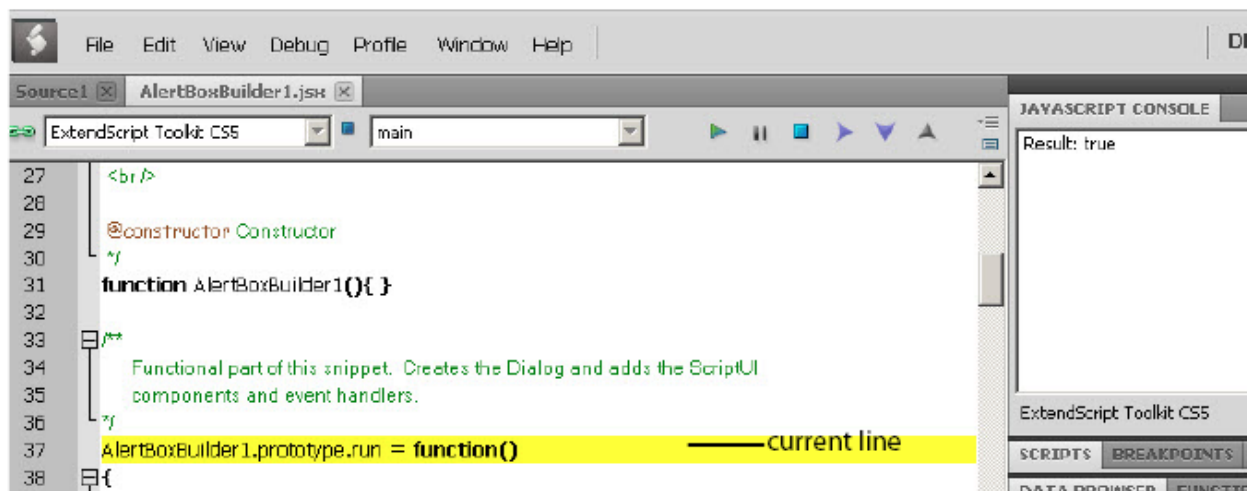 File Edit View Debug Profile Window Help
Source1 AlertBoxBuilder1.jsx
ExtendScript Toolkit CS5 main
27 <br />
28
29 @constructor Constructor
30 */
31 function AlertBoxBuilder1(){ }
32
33 /**
34 Functional part of this snippet. Creates the Dialog and adds the ScriptUI
35 components and event handlers.
36 */
37 AlertBoxBuilder1.prototype.run = function() current line
38 {
JAVASCRIPT CONSOLE
Result: true
ExtendScript Toolkit CS5
SCRIPTS BREAKPOINTS
DATA BROWSER